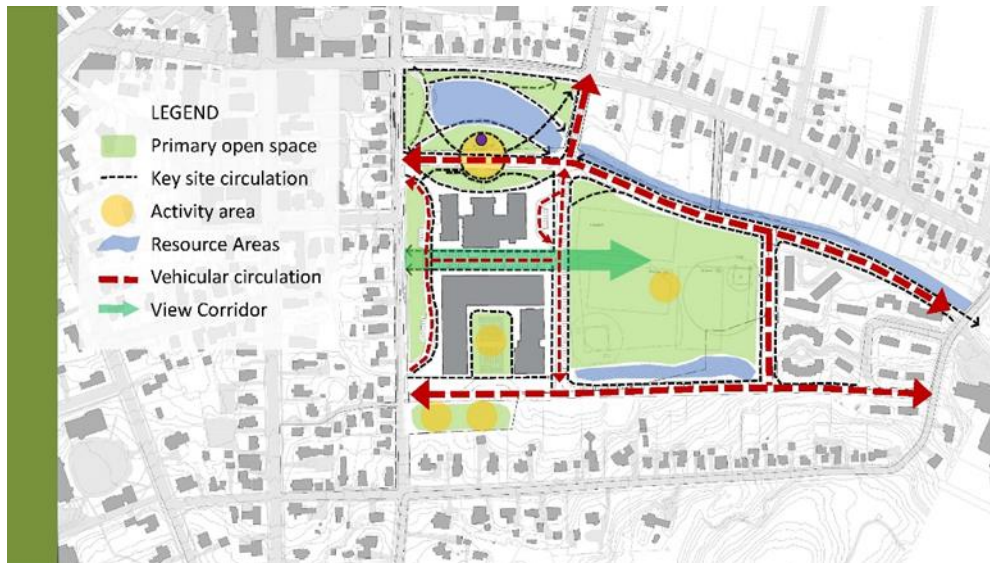 LEGEND
Primary open space
Key site circulation
Activity area
Resource Areas
Vehicular circulation
View Corridor